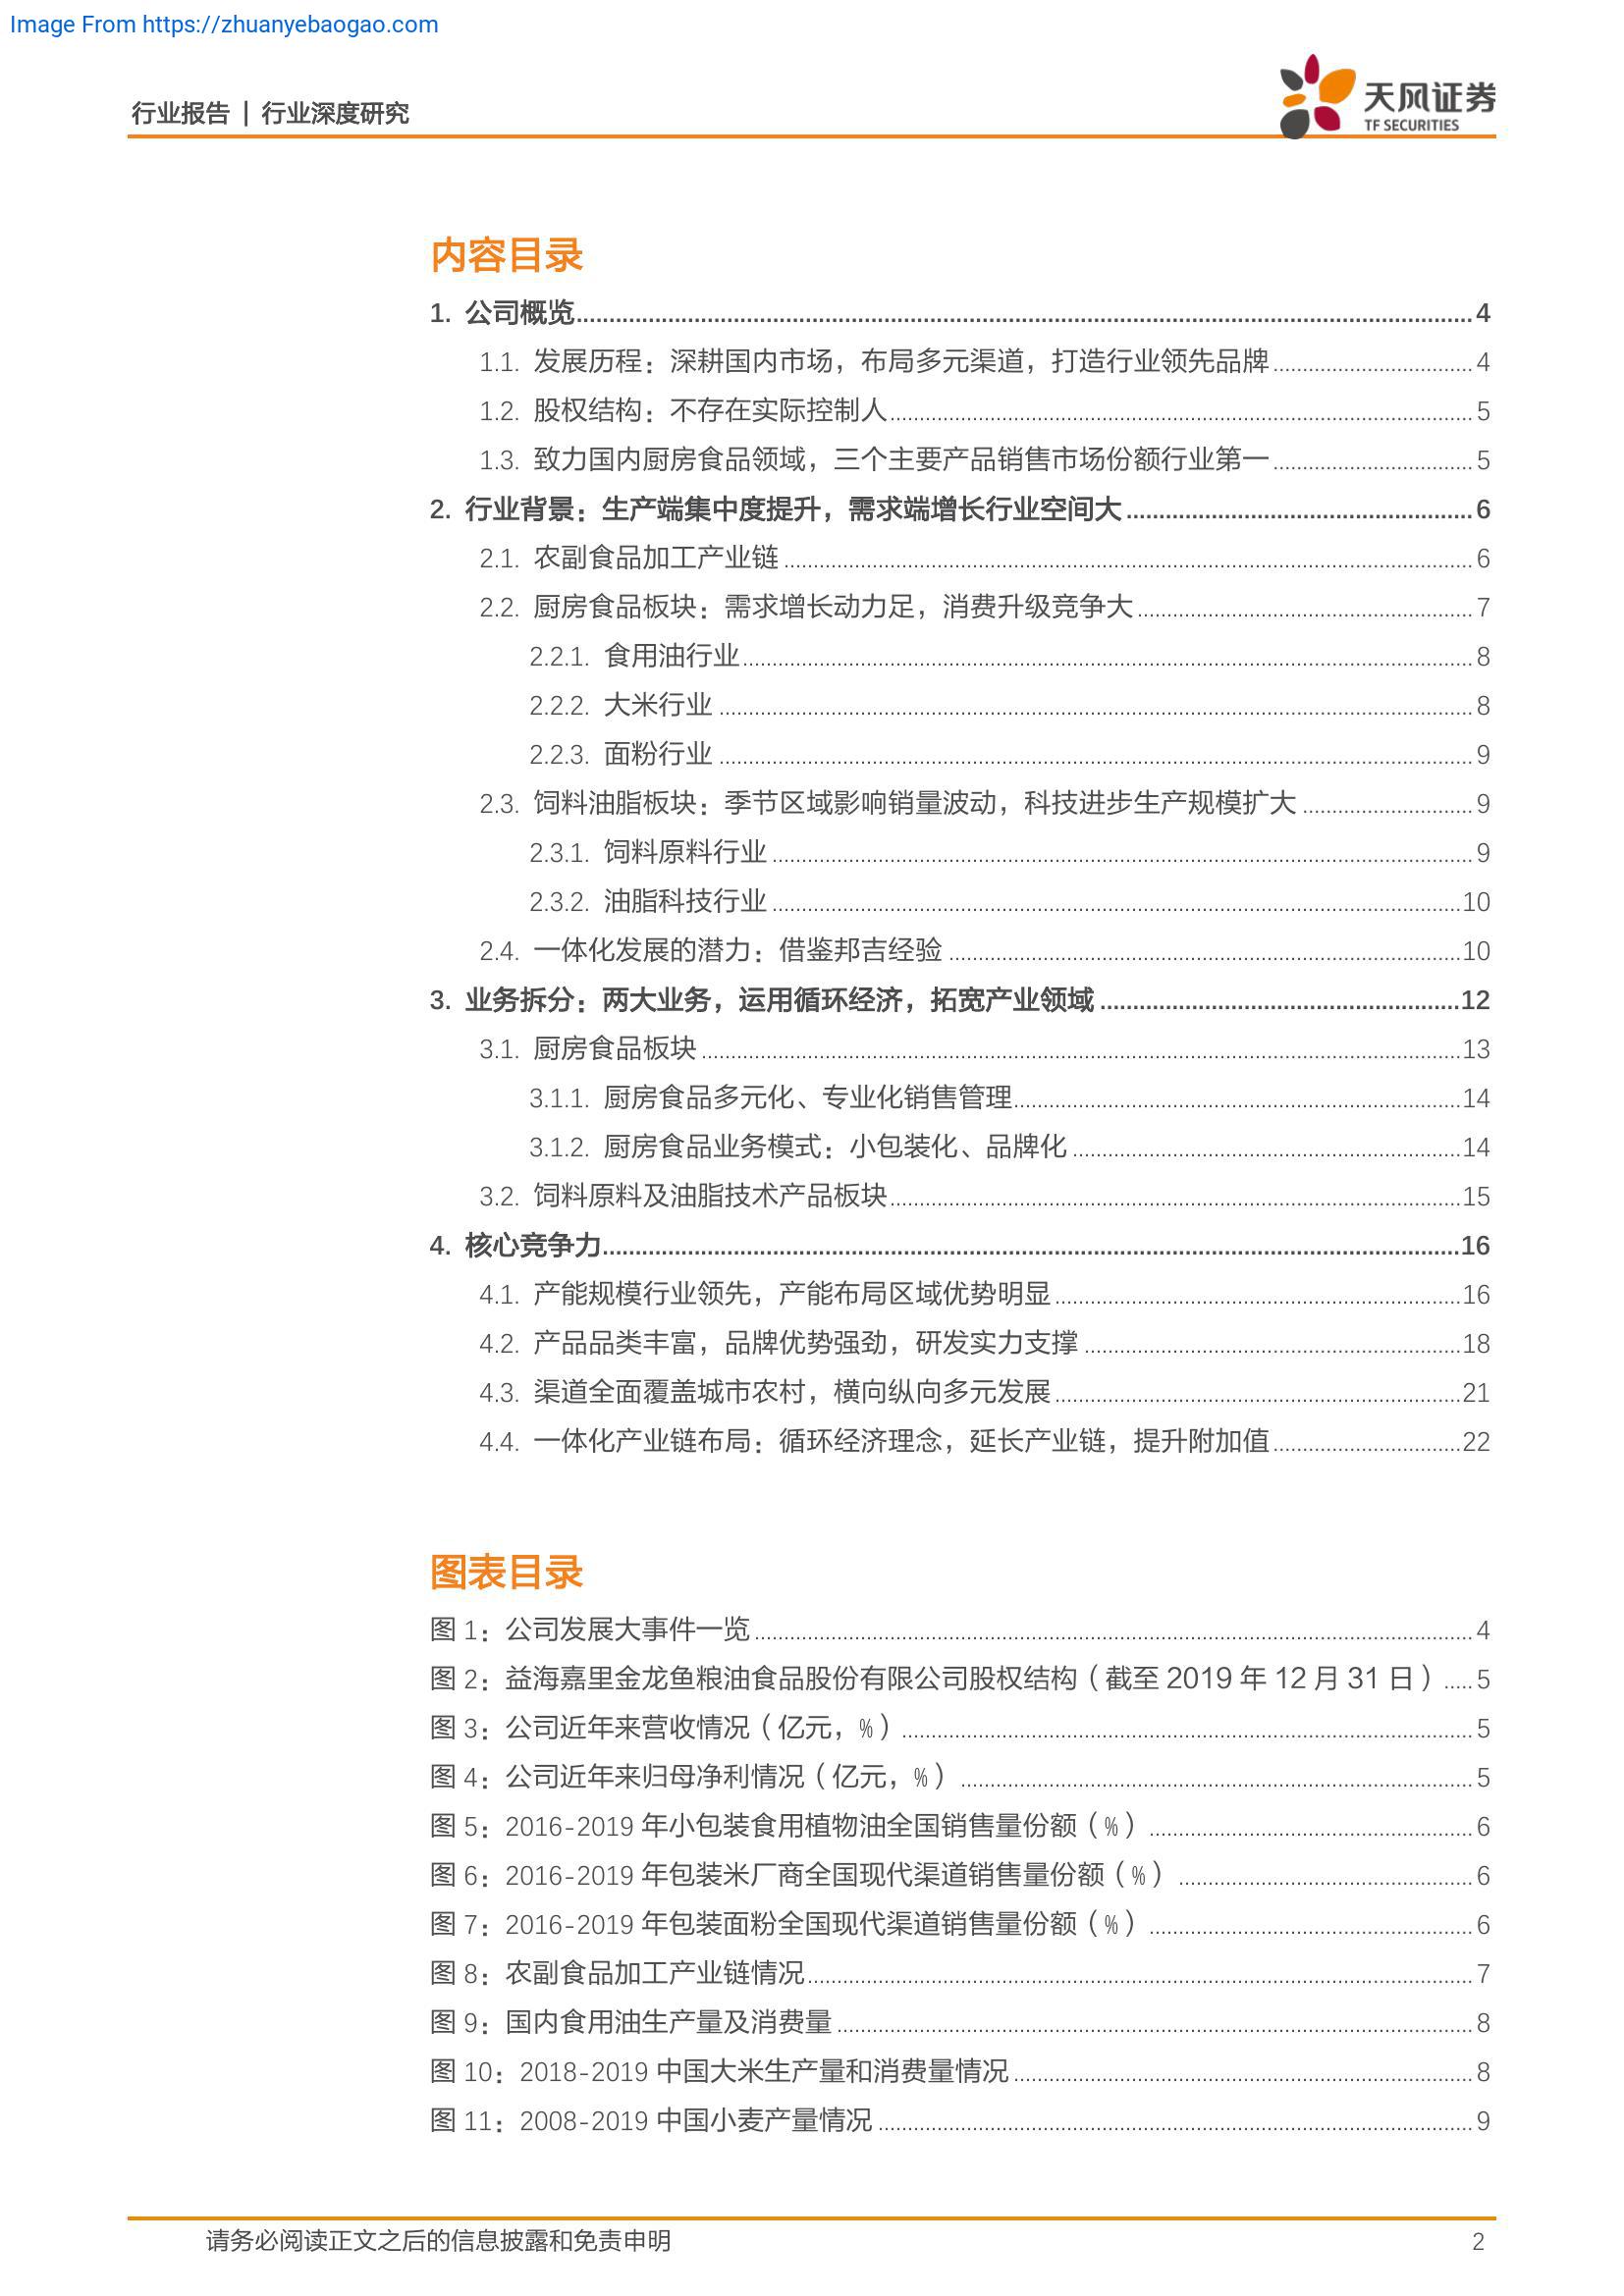 Image From https://zhuanyebaogao.com
行业报告 | 行业深度研究
天风证券
TF SECURITIES
内容目录
1. 公司概览 4
1.1. 发展历程：深耕国内市场，布局多元渠道，打造行业领先品牌 4
1.2. 股权结构：不存在实际控制人 5
1.3. 致力国内厨房食品领域，三个主要产品销售市场份额行业第一 5
2. 行业背景：生产端集中度提升，需求端增长行业空间大 6
2.1. 农副食品加工产业链 6
2.2. 厨房食品板块：需求增长动力足，消费升级竞争大 7
2.2.1. 食用油行业 8
2.2.2. 大米行业 8
2.2.3. 面粉行业 9
2.3. 饲料油脂板块：季节区域影响销量波动，科技进步生产规模扩大 9
2.3.1. 饲料原料行业 9
2.3.2. 油脂科技行业 10
2.4. 一体化发展的潜力：借鉴邦吉经验 10
3. 业务拆分：两大业务，运用循环经济，拓宽产业领域 12
3.1. 厨房食品板块 13
3.1.1. 厨房食品多元化、专业化销售管理 14
3.1.2. 厨房食品业务模式：小包装化、品牌化 14
3.2. 饲料原料及油脂技术产品板块 15
4. 核心竞争力 16
4.1. 产能规模行业领先，产能布局区域优势明显 16
4.2. 产品品类丰富，品牌优势强劲，研发实力支撑 18
4.3. 渠道全面覆盖城市农村，横向纵向多元发展 21
4.4. 一体化产业链布局：循环经济理念，延长产业链，提升附加值 22
图表目录
图 1：公司发展大事件一览 4
图 2：益海嘉里金龙鱼粮油食品股份有限公司股权结构（截至 2019 年 12 月 31 日） 5
图 3：公司近年来营收情况（亿元，%） 5
图 4：公司近年来归母净利情况（亿元，%） 5
图 5：2016-2019 年小包装食用植物油全国销售量份额（%） 6
图 6：2016-2019 年包装米厂商全国现代渠道销售量份额（%） 6
图 7：2016-2019 年包装面粉全国现代渠道销售量份额（%） 6
图 8：农副食品加工产业链情况 7
图 9：国内食用油生产量及消费量 8
图 10：2018-2019 中国大米生产量和消费量情况 8
图 11：2008-2019 中国小麦产量情况 9
请务必阅读正文之后的信息披露和免责申明 2